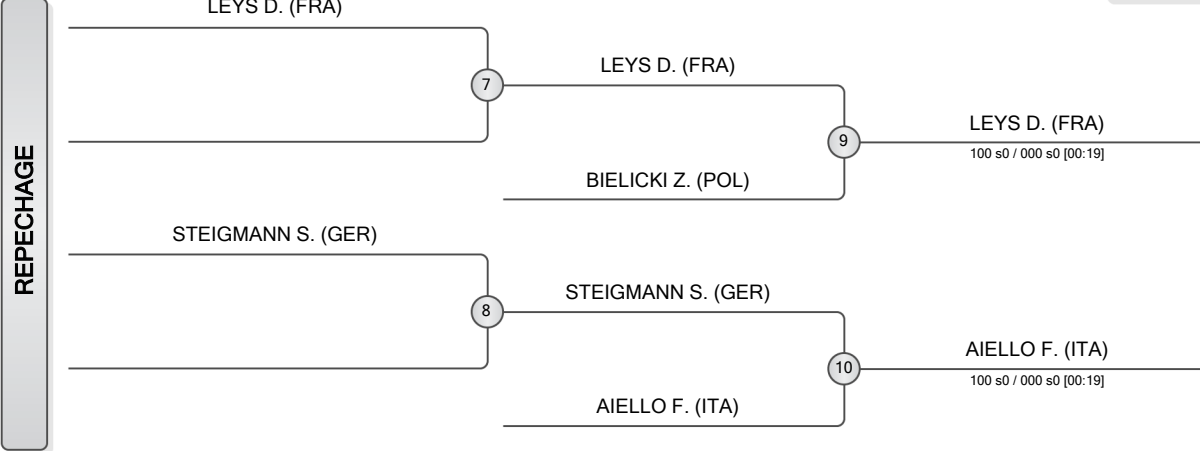 REPECHAGE
LEYS D. (FRA)
7
LEYS D. (FRA)
BIELICKI Z. (POL)
9
LEYS D. (FRA)
100 s0 / 000 s0 [00:19]
STEIGMANN S. (GER)
8
STEIGMANN S. (GER)
AIELLO F. (ITA)
10
AIELLO F. (ITA)
100 s0 / 000 s0 [00:19]